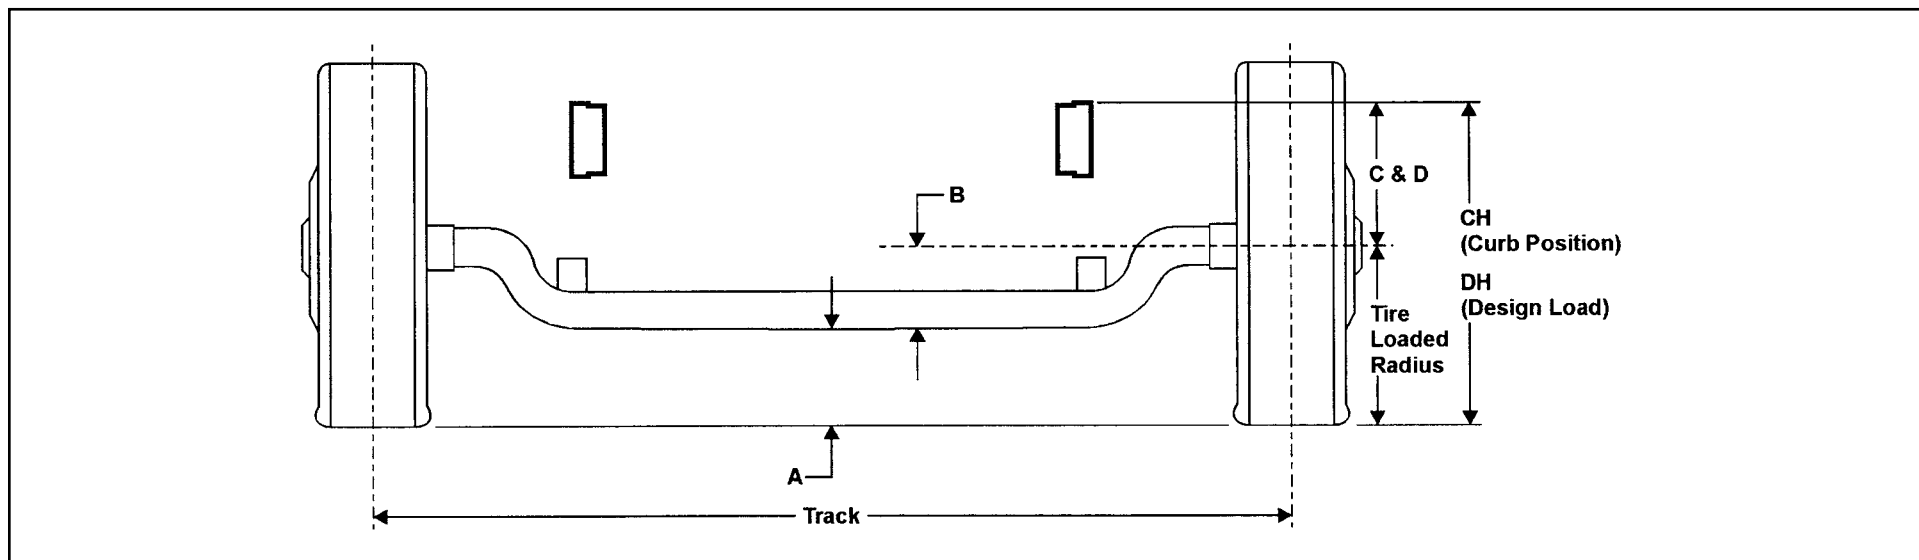 B
C & D
CH
(Curb Position)
DH
(Design Load)
Tire
Loaded
Radius
A
Track